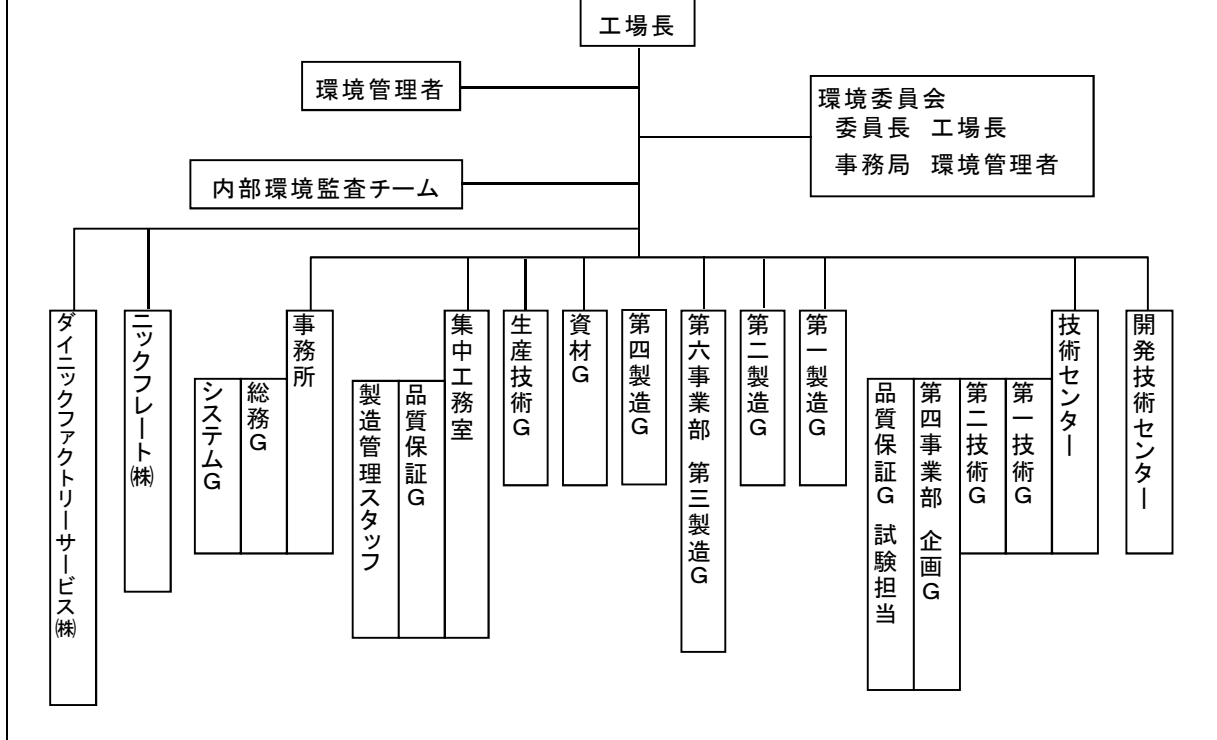 工場長
環境管理者
環境委員会
委員長 工場長
事務局 環境管理者
内部環境監査チーム
ダイニックファクトリーサービス㈱
ニックフレート㈱
システムG
総務G
事務所
製造管理スタッフ
品質保証G
集中工務室
生産技術G
資材G
第四製造G
第六事業部 第三製造G
第二製造G
第一製造G
品質保証G 試験担当
第四事業部 企画G
第二技術G
第一技術G
技術センター
開発技術センター